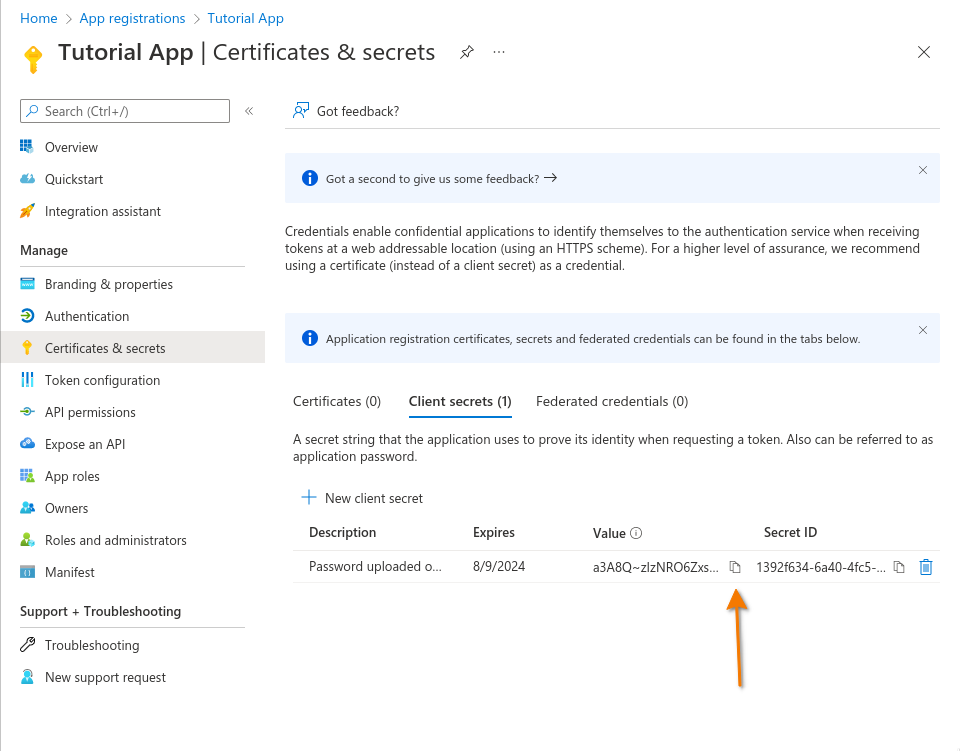 Home > App registrations > Tutorial App
Tutorial App | Certificates & secrets
Search (Ctrl+/)
Overview
Quickstart
Integration assistant
Manage
Branding & properties
Authentication
Certificates & secrets
Token configuration
API permissions
Expose an API
App roles
Owners
Roles and administrators
Manifest
Support + Troubleshooting
Troubleshooting
New support request
Got feedback?
Got a second to give us some feedback? →
Credentials enable confidential applications to identify themselves to the authentication service when receiving
tokens at a web addressable location (using an HTTPS scheme). For a higher level of assurance, we recommend
using a certificate (instead of a client secret) as a credential.
Application registration certificates, secrets and federated credentials can be found in the tabs below.
Certificates (0) Client secrets (1) Federated credentials (0)
A secret string that the application uses to prove its identity when requesting a token. Also can be referred to as
application password.
New client secret
Description Expires Value Secret ID
Password uploaded o... 8/9/2024 a3A8Q~zIzNRO6Zxs... 1392f634-6a40-4fc5-...